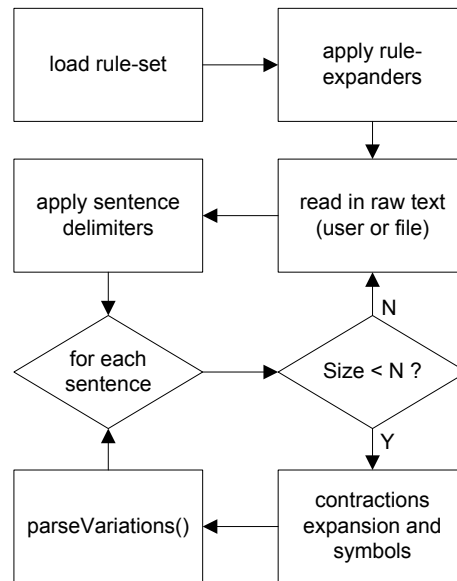 load rule-set
apply rule-
expanders
apply sentence
delimiters
read in raw text
(user or file)
N
for each
sentence
Size < N ?
Y
parseVariations()
contractions
expansion and
symbols